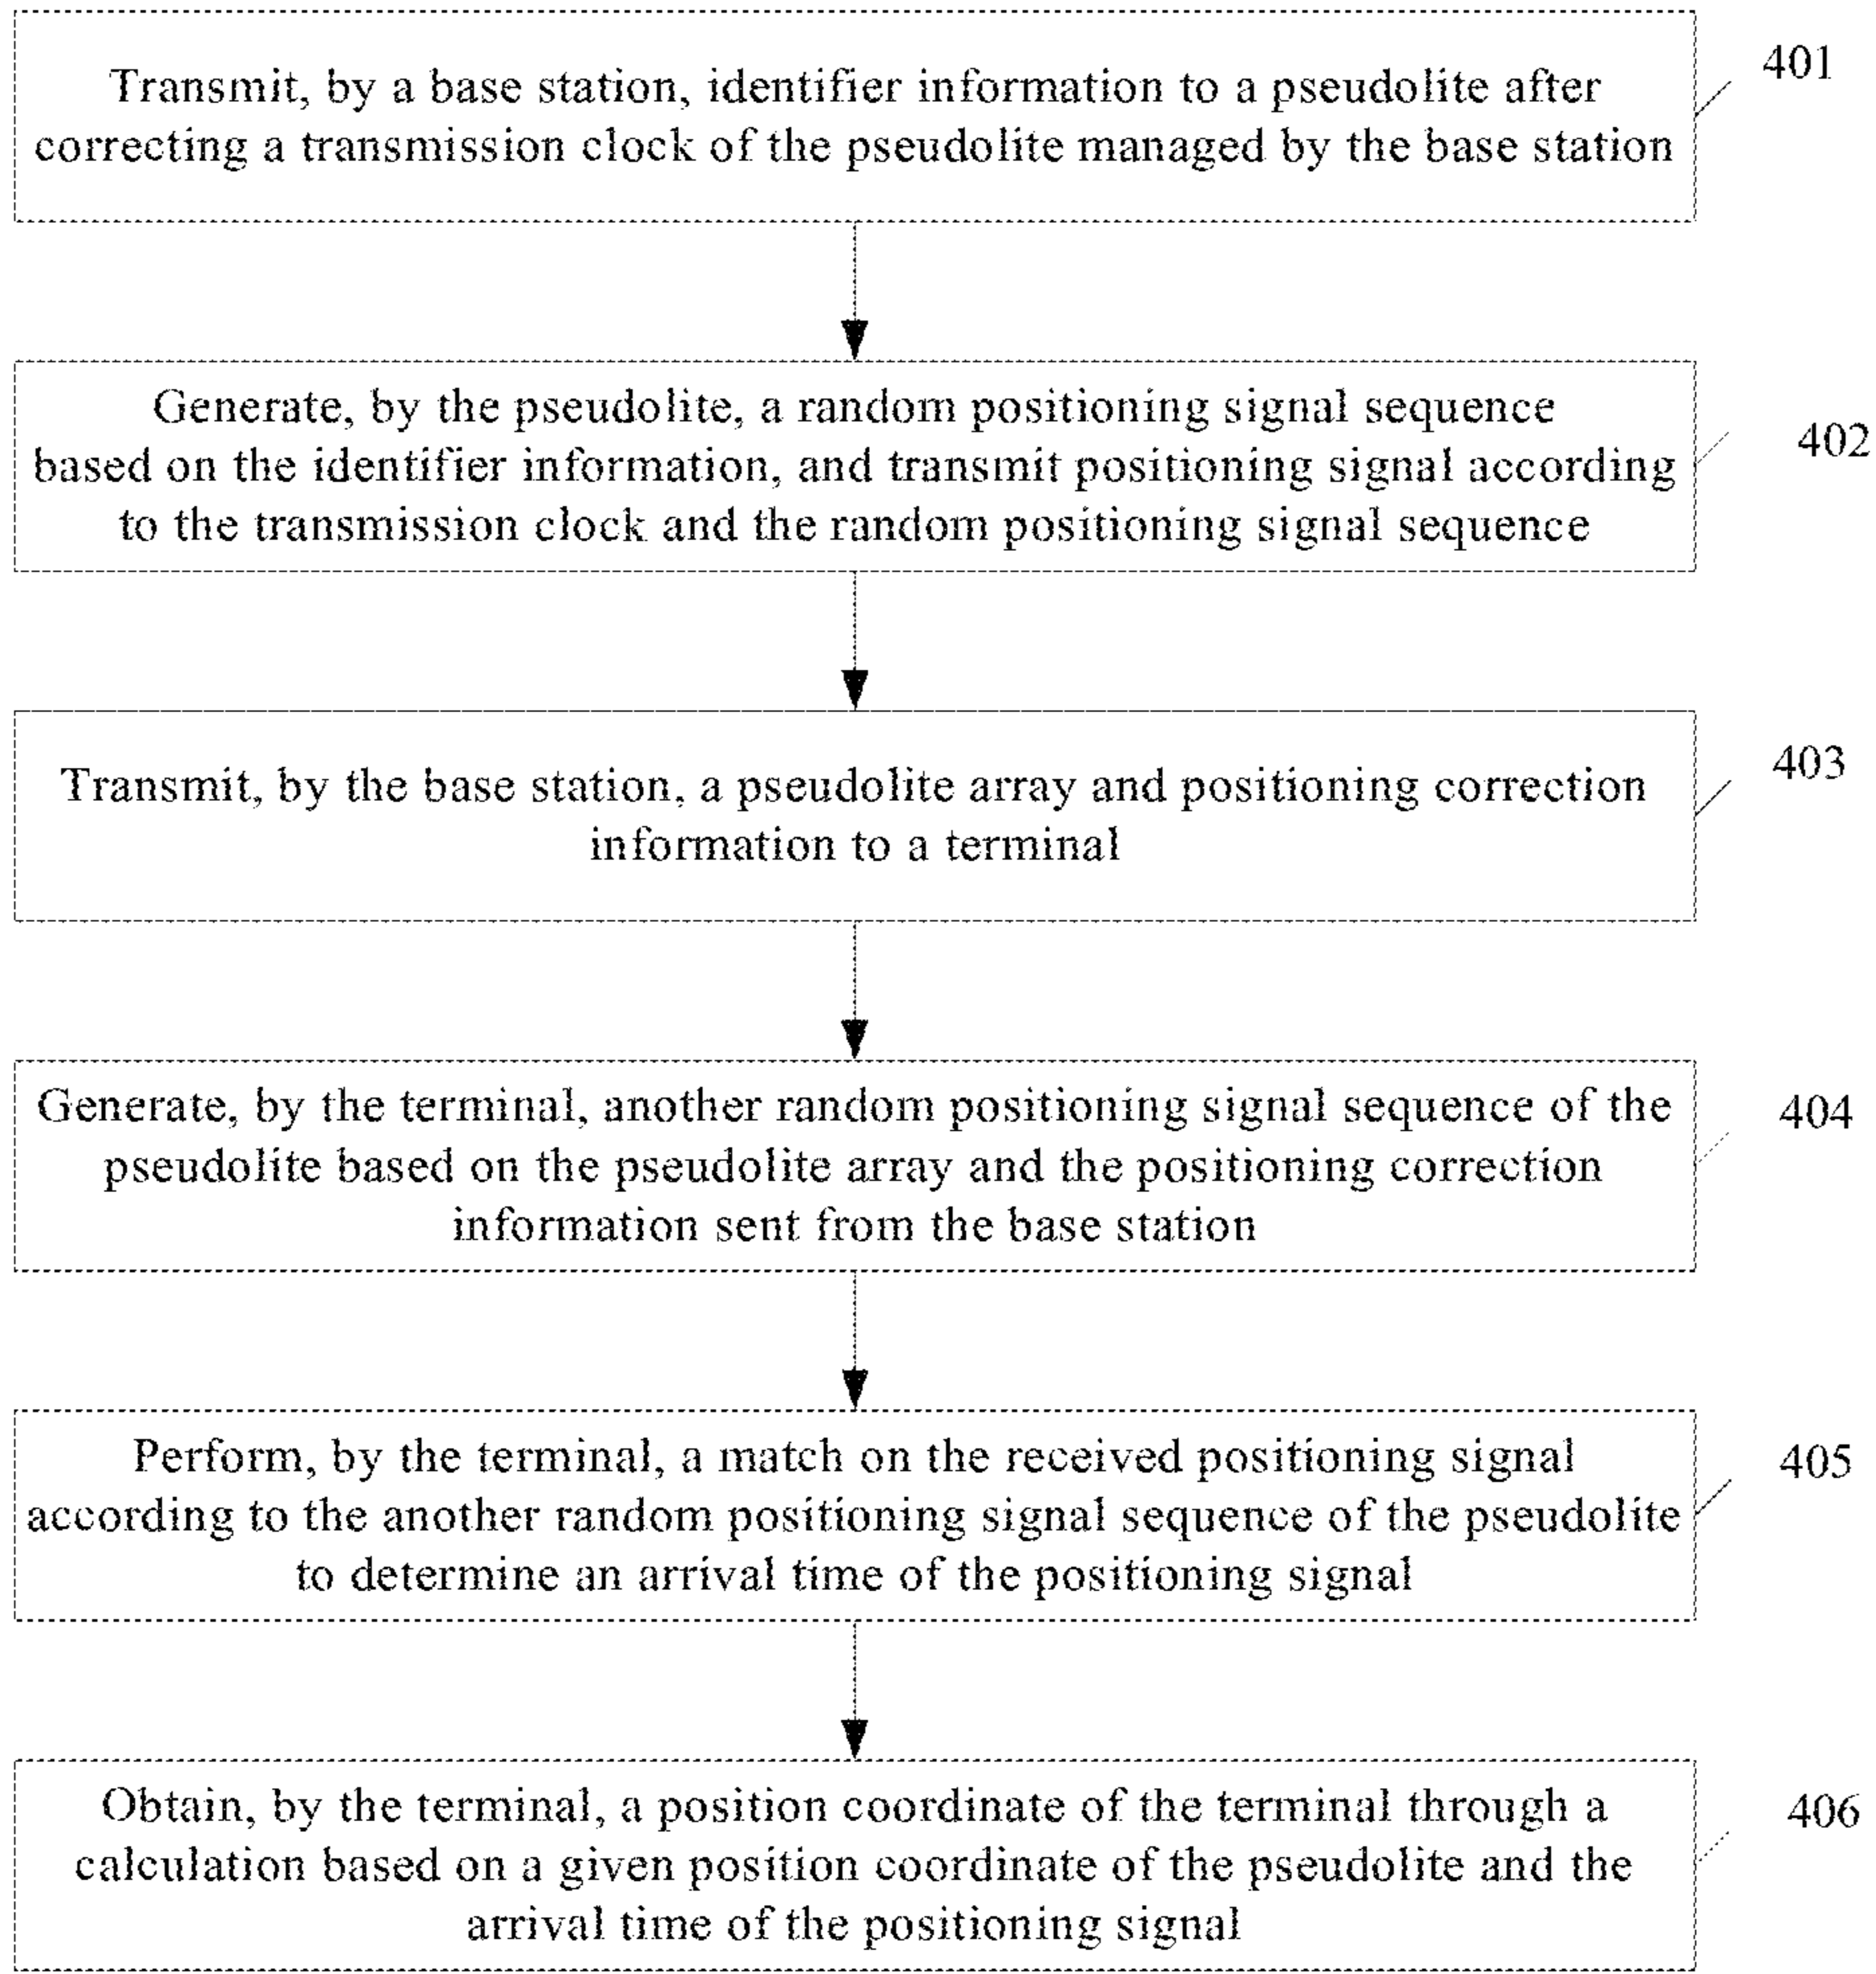 Transmit, by a base station, identifier information to a pseudolite after
correcting a transmission clock of the pseudolite managed by the base station
401
Generate, by the pseudolite, a random positioning signal sequence
based on the identifier information, and transmit positioning signal according
to the transmission clock and the random positioning signal sequence
402
Transmit, by the base station, a pseudolite array and positioning correction
information to a terminal
403
Generate, by the terminal, another random positioning signal sequence of the
pseudolite based on the pseudolite array and the positioning correction
information sent from the base station
404
Perform, by the terminal, a match on the received positioning signal
according to the another random positioning signal sequence of the pseudolite
to determine an arrival time of the positioning signal
405
Obtain, by the terminal, a position coordinate of the terminal through a
calculation based on a given position coordinate of the pseudolite and the
arrival time of the positioning signal
406